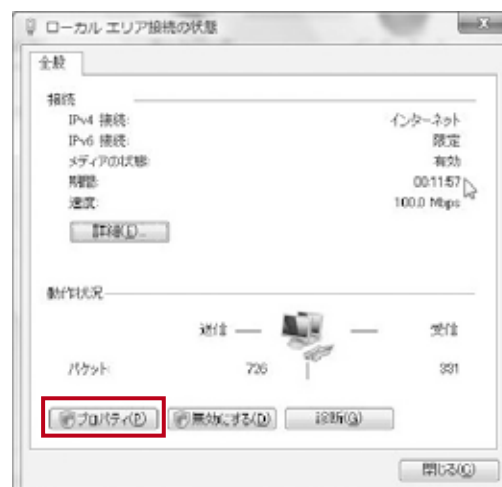 ローカル エリア接続の状態
全般
接続
IPv4 接続: インターネット
IPv6 接続: 限定
メディアの状態: 有効
期間: 00:11:57
速度: 100.0 Mbps
詳細(E)...
動作状況
送信 — — 受信
パケット: 726 991
プロパティ(P) 無効にする(D) 診断(G)
閉じる(C)